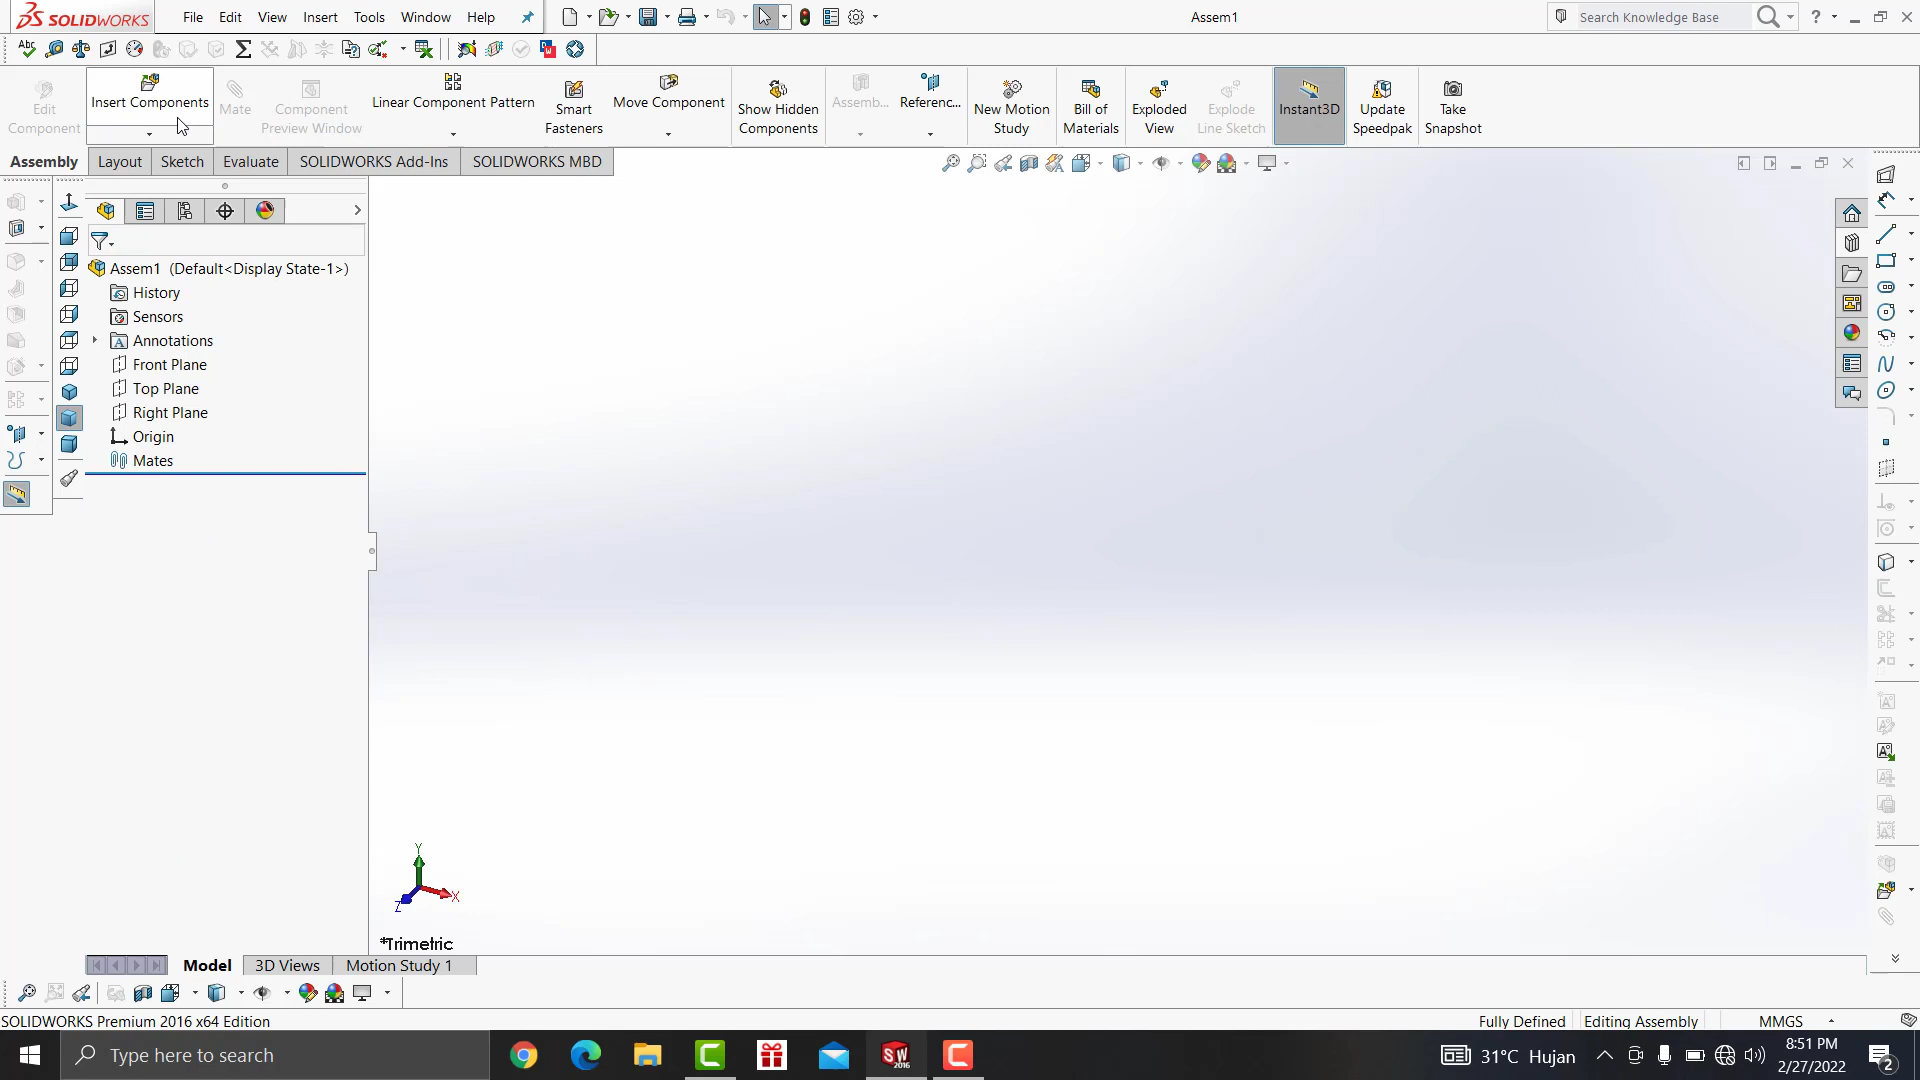 SOLIDWORKS
File Edit View Insert Tools Window Help
Assem1
Search Knowledge Base
?
Abc
Edit Component
Insert Components
Mate
Component Preview Window
Linear Component Pattern
Smart Fasteners
Move Component
Show Hidden Components
Assemb...
Referenc...
New Motion Study
Bill of Materials
Exploded View
Explode Line Sketch
Instant3D
Update Speedpak
Take Snapshot
Assembly Layout Sketch Evaluate SOLIDWORKS Add-Ins SOLIDWORKS MBD
Assem1 (Default<Display State-1>)
History
Sensors
Annotations
Front Plane
Top Plane
Right Plane
Origin
Mates
Y
X
Z
*Trimetric
Model 3D Views Motion Study 1
SOLIDWORKS Premium 2016 x64 Edition
Fully Defined Editing Assembly MMGS
Type here to search
SW 2016
31°C Hujan
8:51 PM
2/27/2022
2